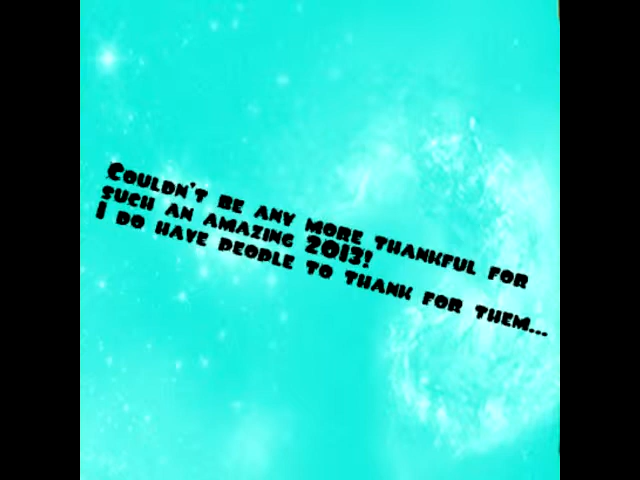 Couldn't be any more thankful for
such an amazing 2013!
I do have people to thank for them...